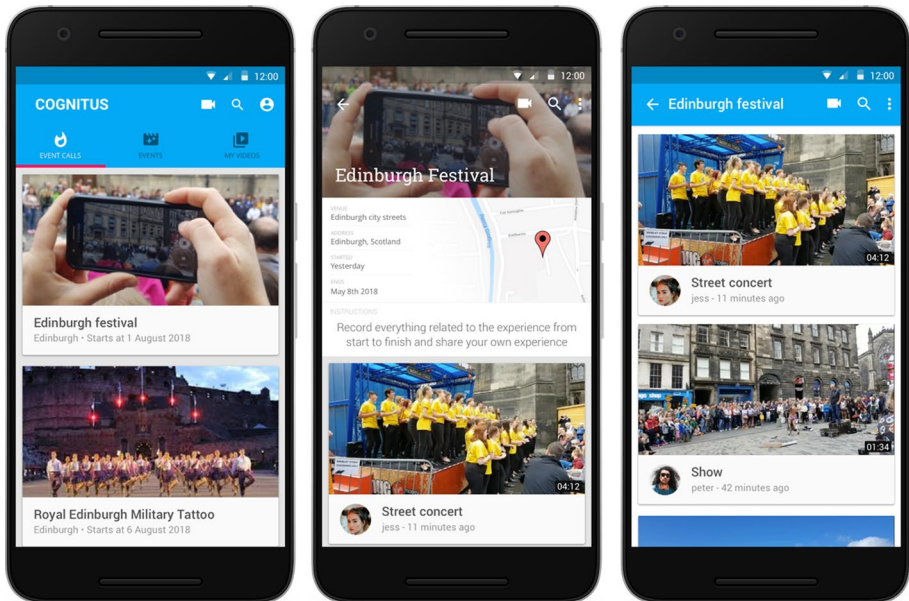 12:00
COGNITUS
EVENT CALLS
EVENTS
MY VIDEOS
Edinburgh festival
Edinburgh • Starts at 1 August 2018
Royal Edinburgh Military Tattoo
Edinburgh • Starts at 6 August 2018
12:00
Edinburgh Festival
VENUE
Edinburgh city streets
ADDRESS
Edinburgh, Scotland
STARTED
Yesterday
ENDS
May 8th 2018
INSTRUCTIONS
Record everything related to the experience from
start to finish and share your own experience
04:12
Street concert
jess - 11 minutes ago
12:00
Edinburgh festival
04:12
Street concert
jess - 11 minutes ago
01:34
Show
peter - 42 minutes ago